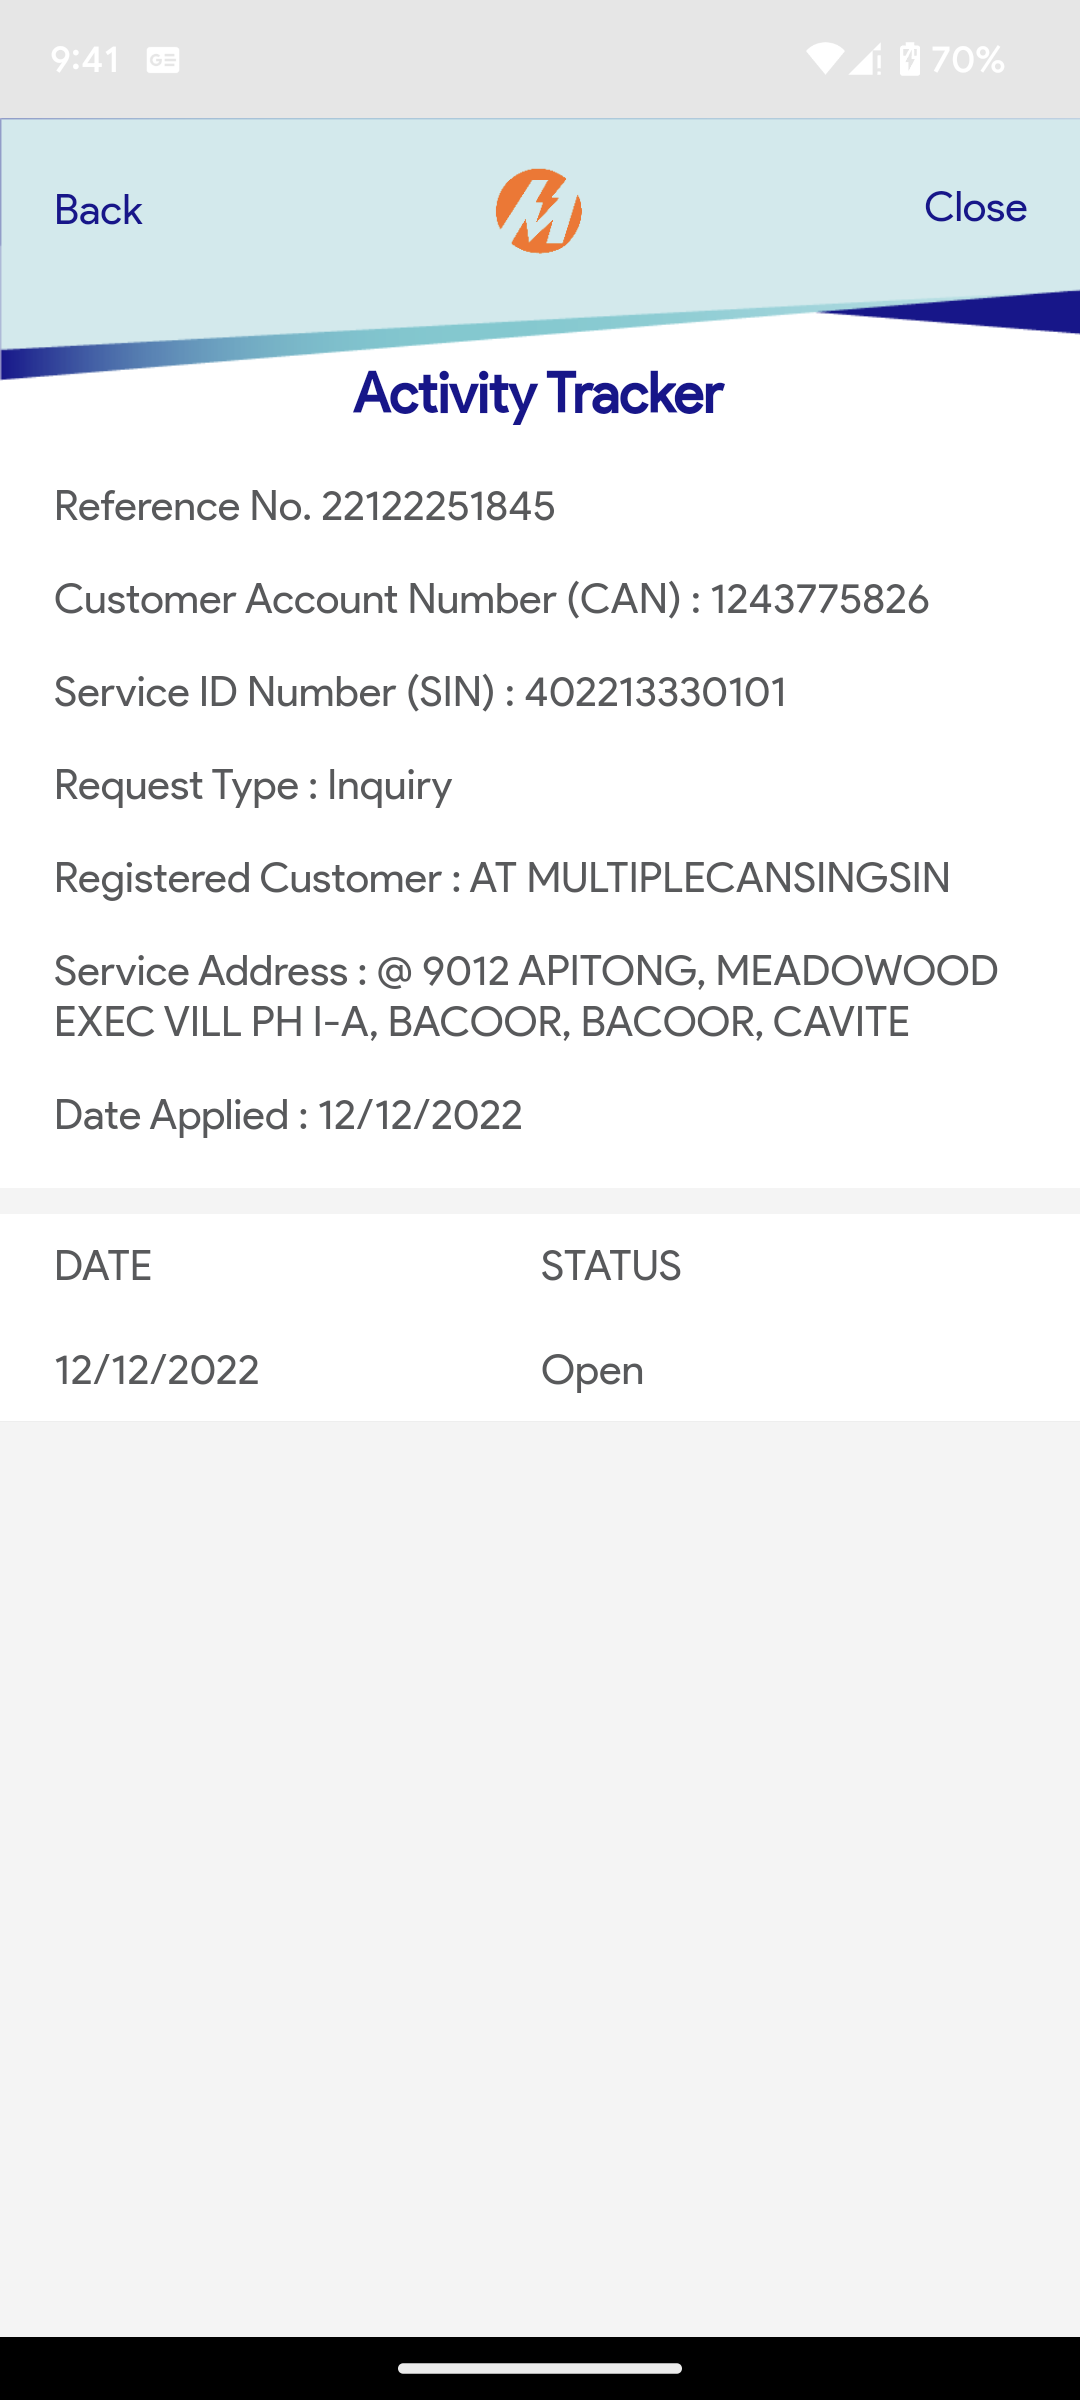 9:41
70%
Back
Close
Activity Tracker
Reference No. 22122251845
Customer Account Number (CAN) : 1243775826
Service ID Number (SIN) : 402213330101
Request Type : Inquiry
Registered Customer : AT MULTIPLECANSINGSIN
Service Address : @ 9012 APITONG, MEADOWOOD
EXEC VILL PH I-A, BACOOR, BACOOR, CAVITE
Date Applied : 12/12/2022
DATE STATUS
12/12/2022 Open